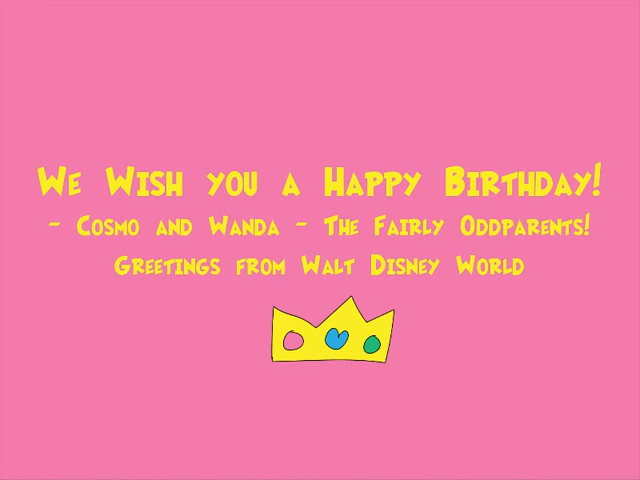 We Wish you a Happy Birthday!
- Cosmo and Wanda - The Fairly Oddparents!
Greetings from Walt Disney World